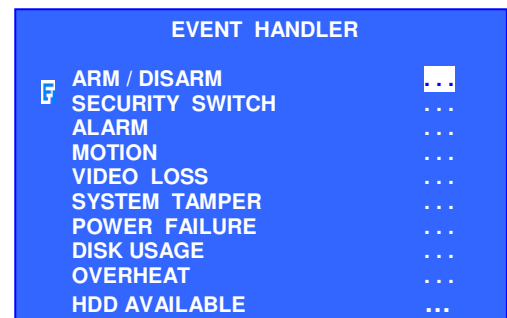 EVENT HANDLER
ARM / DISARM ...
F
SECURITY SWITCH ...
ALARM ...
MOTION ...
VIDEO LOSS ...
SYSTEM TAMPER ...
POWER FAILURE ...
DISK USAGE ...
OVERHEAT ...
HDD AVAILABLE ...